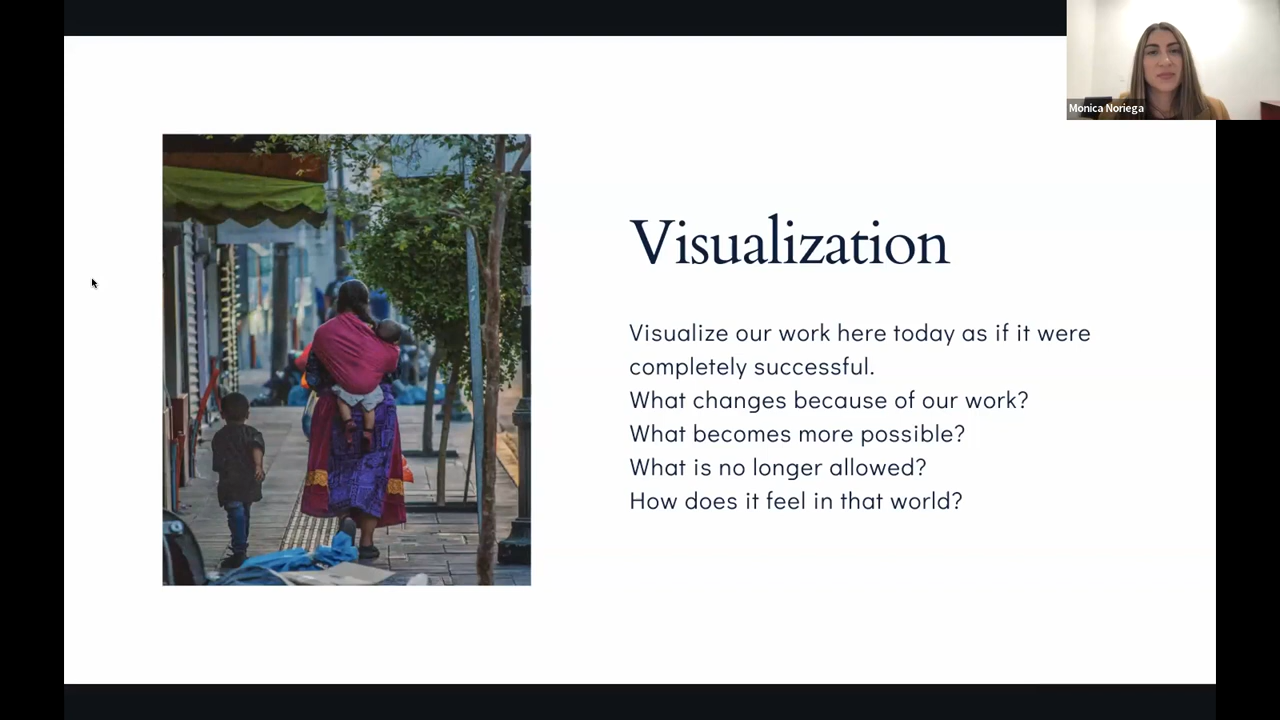 Monica Noriega
Visualization
Visualize our work here today as if it were
completely successful.
What changes because of our work?
What becomes more possible?
What is no longer allowed?
How does it feel in that world?